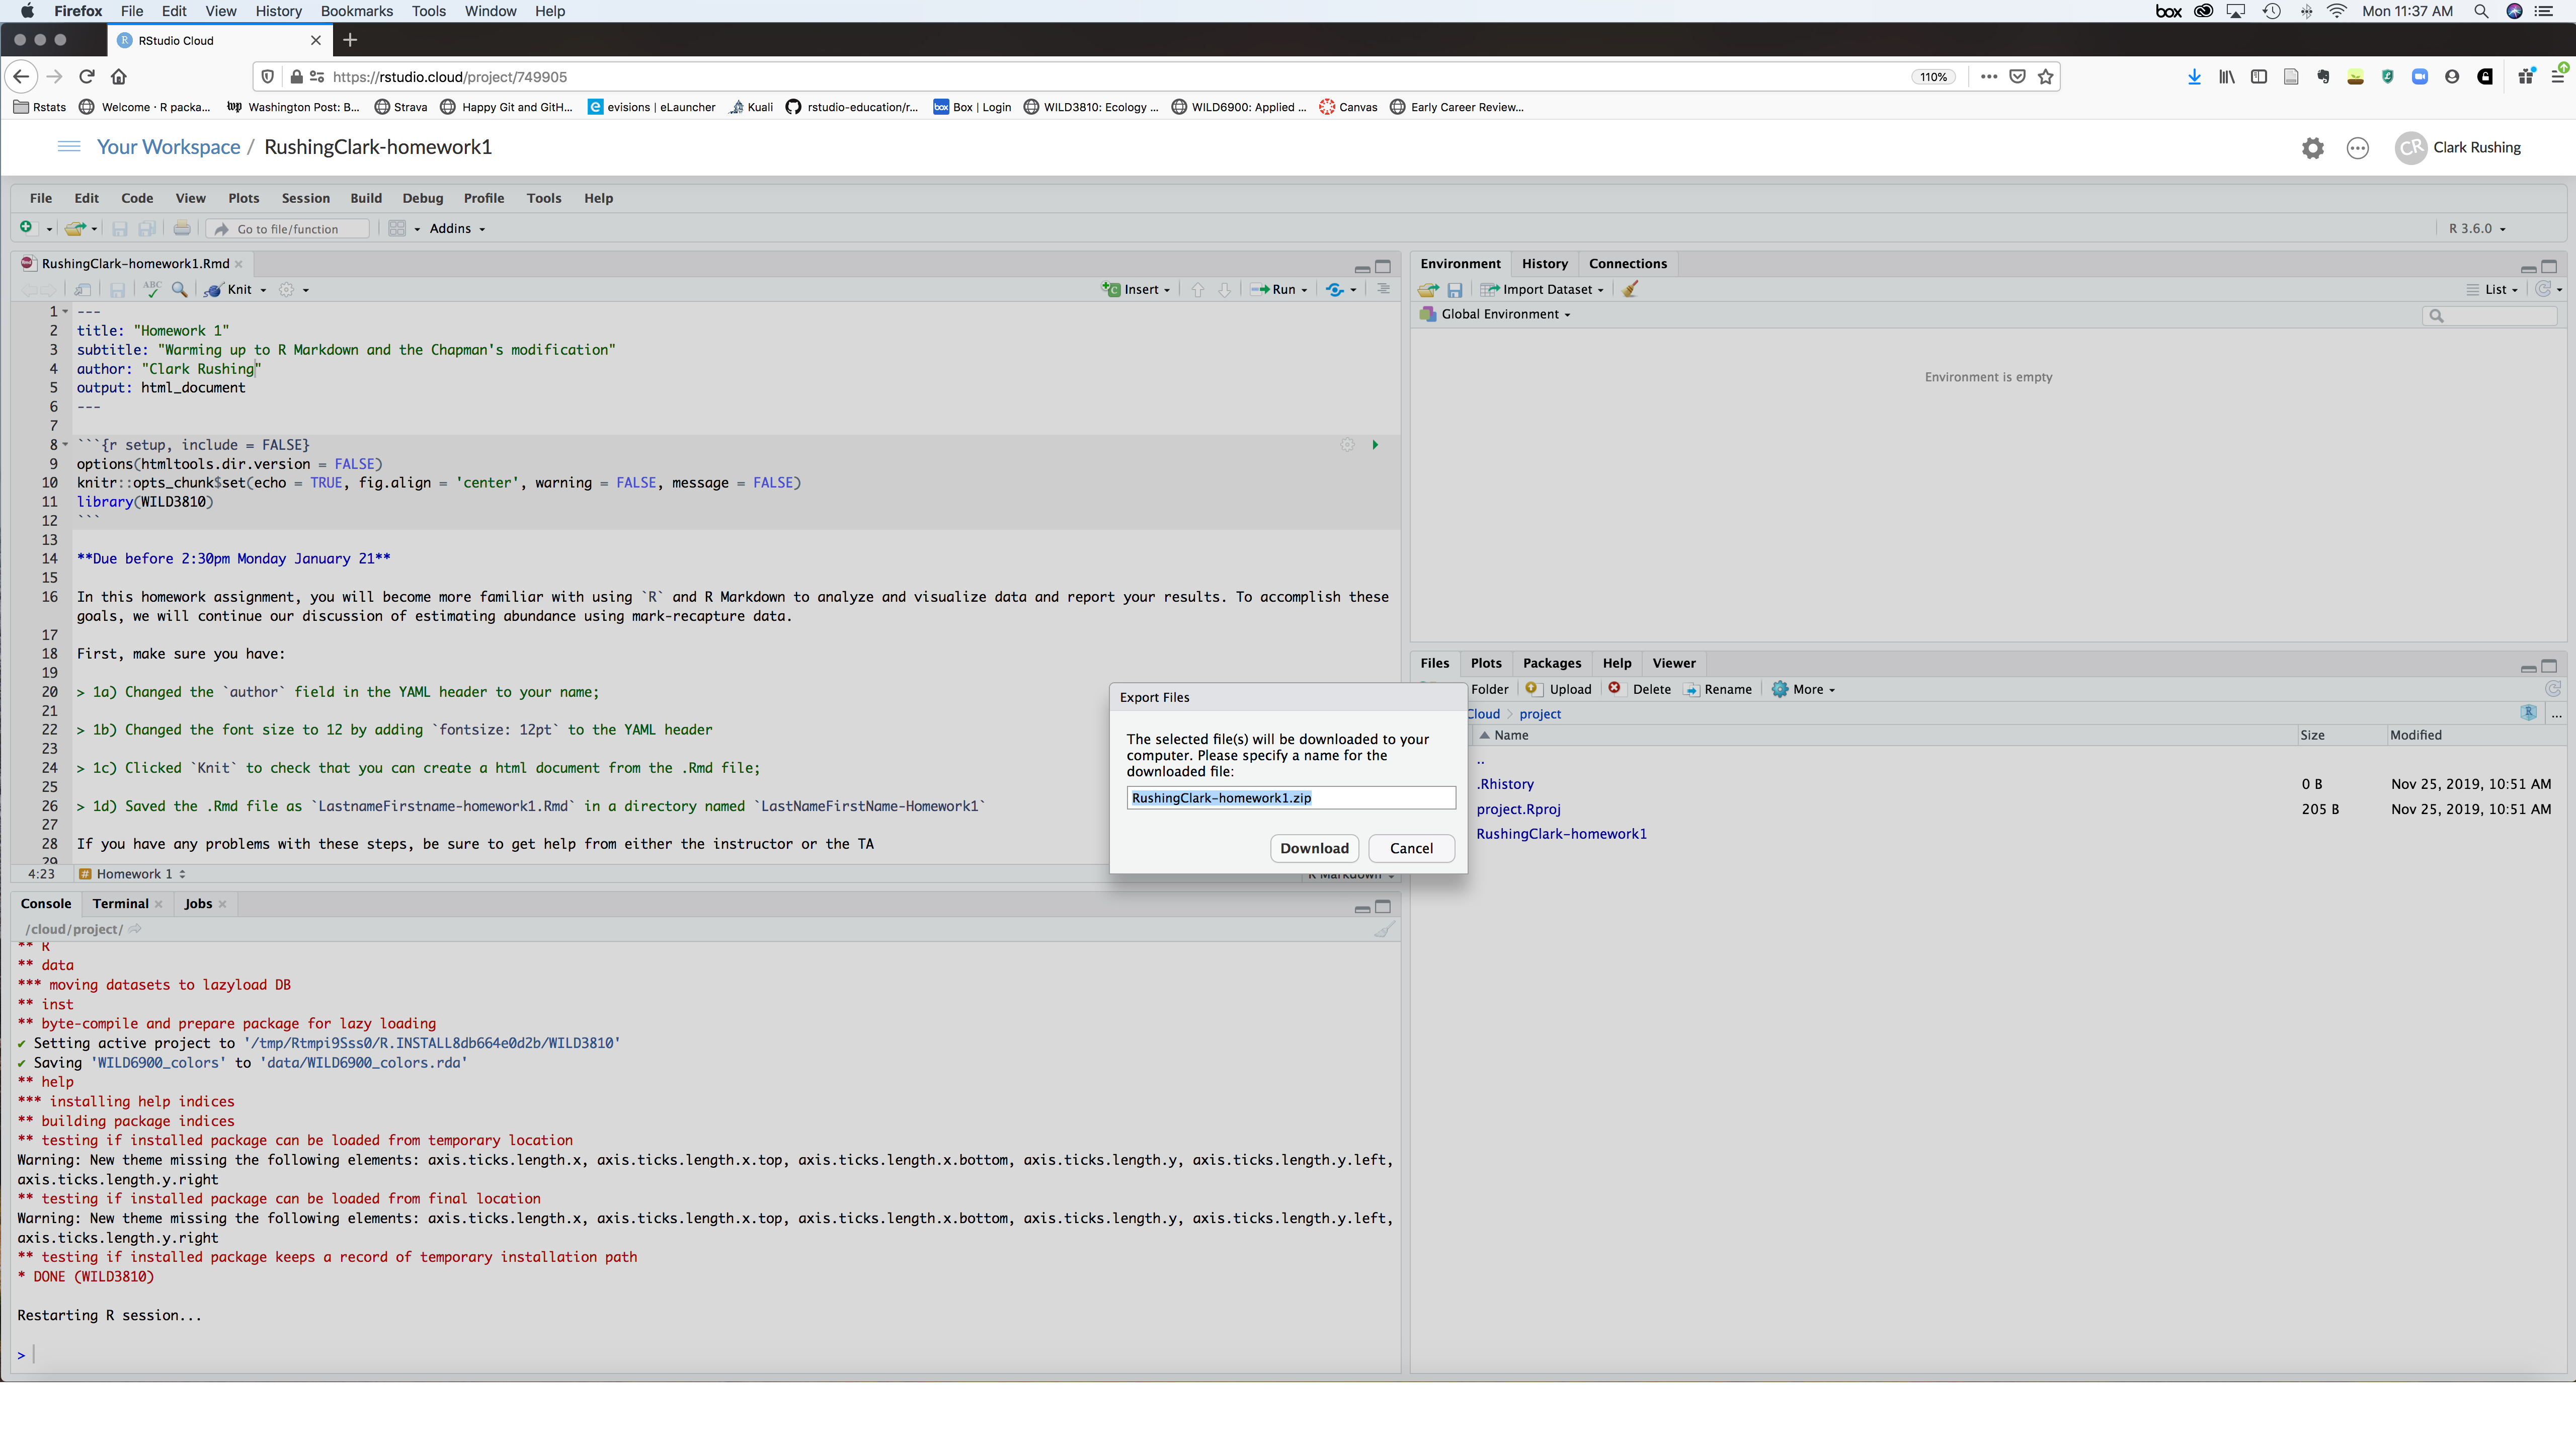 Firefox File Edit View History Bookmarks Tools Window Help
box Mon 11:37 AM
RStudio Cloud
https://rstudio.cloud/project/749905 110%
Rstats Welcome · R packa... wp Washington Post: B... Strava Happy Git and GitH... evisions | eLauncher Kuali rstudio-education/r... box Box | Login WILD3810: Ecology ... WILD6900: Applied ... Canvas Early Career Review...
Your Workspace / RushingClark-homework1
CR Clark Rushing
File Edit Code View Plots Session Build Debug Profile Tools Help
Go to file/function Addins R 3.6.0
RushingClark-homework1.Rmd
ABC Knit Insert Run
1 ---
2 title: "Homework 1"
3 subtitle: "Warming up to R Markdown and the Chapman's modification"
4 author: "Clark Rushing"
5 output: html_document
6 ---
7
8 ```{r setup, include = FALSE}
9 options(htmltools.dir.version = FALSE)
10 knitr::opts_chunk$set(echo = TRUE, fig.align = 'center', warning = FALSE, message = FALSE)
11 library(WILD3810)
12 ```
13
14 **Due before 2:30pm Monday January 21**
15
16 In this homework assignment, you will become more familiar with using `R` and R Markdown to analyze and visualize data and report your results. To accomplish these
goals, we will continue our discussion of estimating abundance using mark-recapture data.
17
18 First, make sure you have:
19
20 > 1a) Changed the `author` field in the YAML header to your name;
21
22 > 1b) Changed the font size to 12 by adding `fontsize: 12pt` to the YAML header
23
24 > 1c) Clicked `Knit` to check that you can create a html document from the .Rmd file;
25
26 > 1d) Saved the .Rmd file as `LastnameFirstname-homework1.Rmd` in a directory named `LastNameFirstName-Homework1`
27
28 If you have any problems with these steps, be sure to get help from either the instructor or the TA
29
4:23 # Homework 1 R Markdown
Console Terminal Jobs
/cloud/project/
** R
** data
*** moving datasets to lazyload DB
** inst
** byte-compile and prepare package for lazy loading
✔ Setting active project to '/tmp/Rtmpi9Sss0/R.INSTALL8db664e0d2b/WILD3810'
✔ Saving 'WILD6900_colors' to 'data/WILD6900_colors.rda'
** help
*** installing help indices
** building package indices
** testing if installed package can be loaded from temporary location
Warning: New theme missing the following elements: axis.ticks.length.x, axis.ticks.length.x.top, axis.ticks.length.x.bottom, axis.ticks.length.y, axis.ticks.length.y.left,
axis.ticks.length.y.right
** testing if installed package can be loaded from final location
Warning: New theme missing the following elements: axis.ticks.length.x, axis.ticks.length.x.top, axis.ticks.length.x.bottom, axis.ticks.length.y, axis.ticks.length.y.left,
axis.ticks.length.y.right
** testing if installed package keeps a record of temporary installation path
* DONE (WILD3810)
Restarting R session...
>
Environment History Connections
Import Dataset List
Global Environment
Environment is empty
Files Plots Packages Help Viewer
Folder Upload Delete Rename More
Cloud > project
Name Size Modified
..
.Rhistory 0 B Nov 25, 2019, 10:51 AM
project.Rproj 205 B Nov 25, 2019, 10:51 AM
RushingClark-homework1
Export Files
The selected file(s) will be downloaded to your
computer. Please specify a name for the
downloaded file:
RushingClark-homework1.zip
Download Cancel